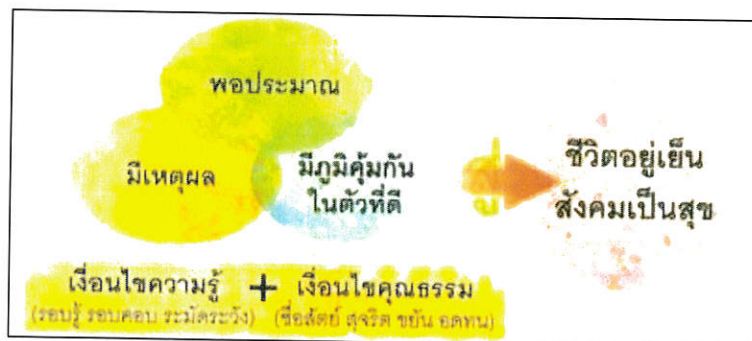 พอประมาณ
มีเหตุผล
มีภูมิคุ้มกัน
ในตัวที่ดี
ชีวิตอยู่เย็น
สังคมเป็นสุข
เงื่อนไขความรู้ + เงื่อนไขคุณธรรม
(รอบรู้ รอบคอบ ระมัดระวัง) (ซื่อสัตย์ สุจริต ขยัน อดทน)